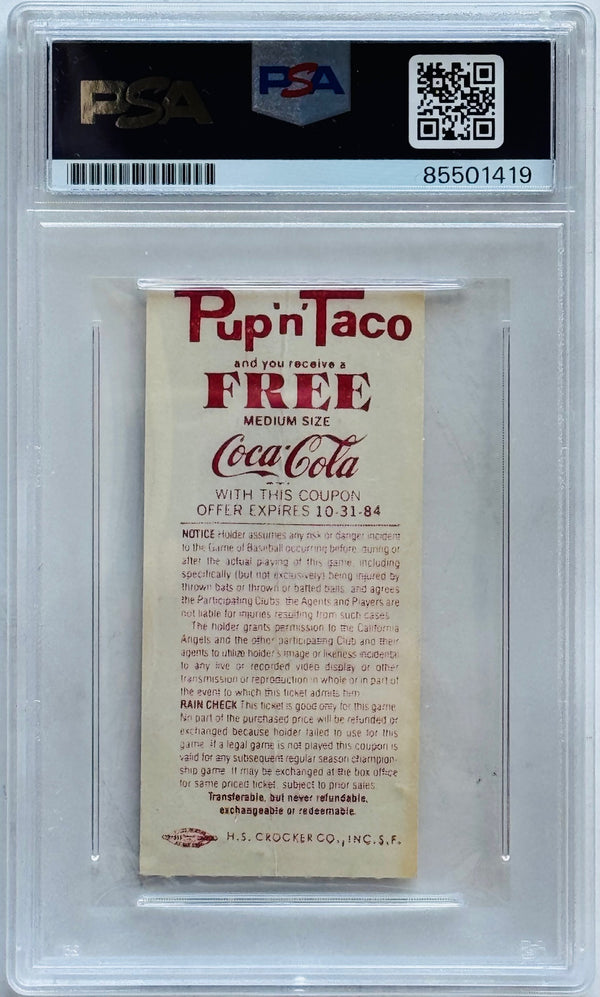 PSA
PSA
85501419
Pup'n'Taco
and you receive a
FREE
MEDIUM SIZE
Coca-Cola
WITH THIS COUPON
OFFER EXPIRES 10-31-84
NOTICE Holder assumes any risk or danger incident
to the Game of Baseball occurring before, during or
after the actual playing of this game, including
specifically (but not exclusively) being injured by
thrown bats or thrown or batted balls, and agrees
the Participating Clubs, the Agents and Players are
not liable for injuries resulting from such cases.
The holder grants permission to the California
Angels and the other participating Club and their
agents to utilize holder's image or likeness incidental
to any live or recorded video display or other
transmission or reproduction in whole or in part of
the event to which this ticket admits him.
RAIN CHECK This ticket is good only for this game.
No part of the purchased price will be refunded or
exchanged because holder failed to use for this
game. If a legal game is not played this coupon is
valid for any subsequent regular season champion-
ship game. It may be exchanged at the box office
for same priced ticket, subject to prior sales.
Transferable, but never refundable,
exchangeable or redeemable.
H.S. CROCKER CO., INC. S.F.